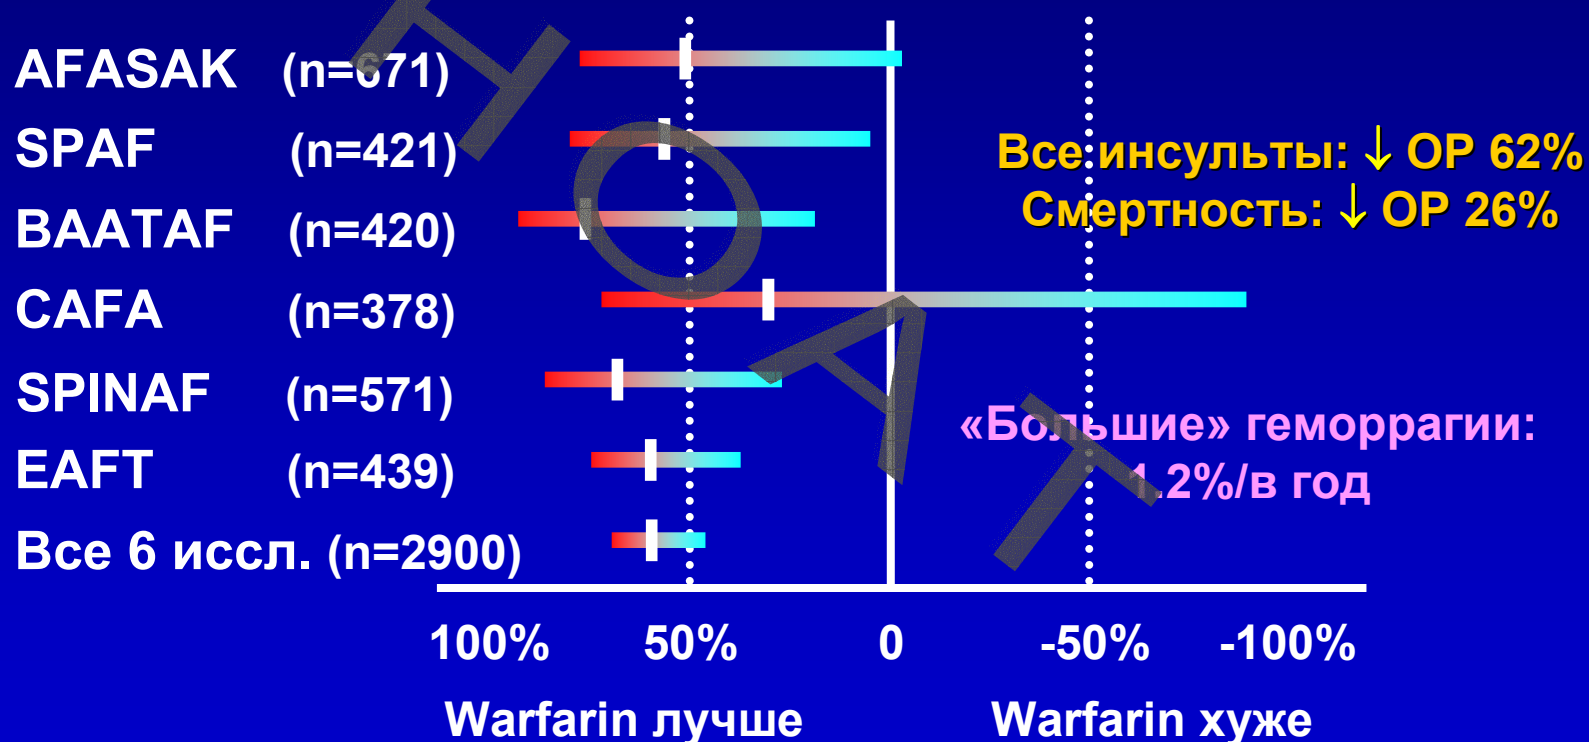 AFASAK (n=671)
SPAF (n=421)
Все инсульты: ↓ ОР 62%
Смертность: ↓ ОР 26%
BAATAF (n=420)
CAFA (n=378)
SPINAF (n=571)
«Большие» геморрагии:
1.2%/в год
EAFT (n=439)
Все 6 иссл. (n=2900)
100% 50% 0 -50% -100%
Warfarin лучше Warfarin хуже
НОАТ